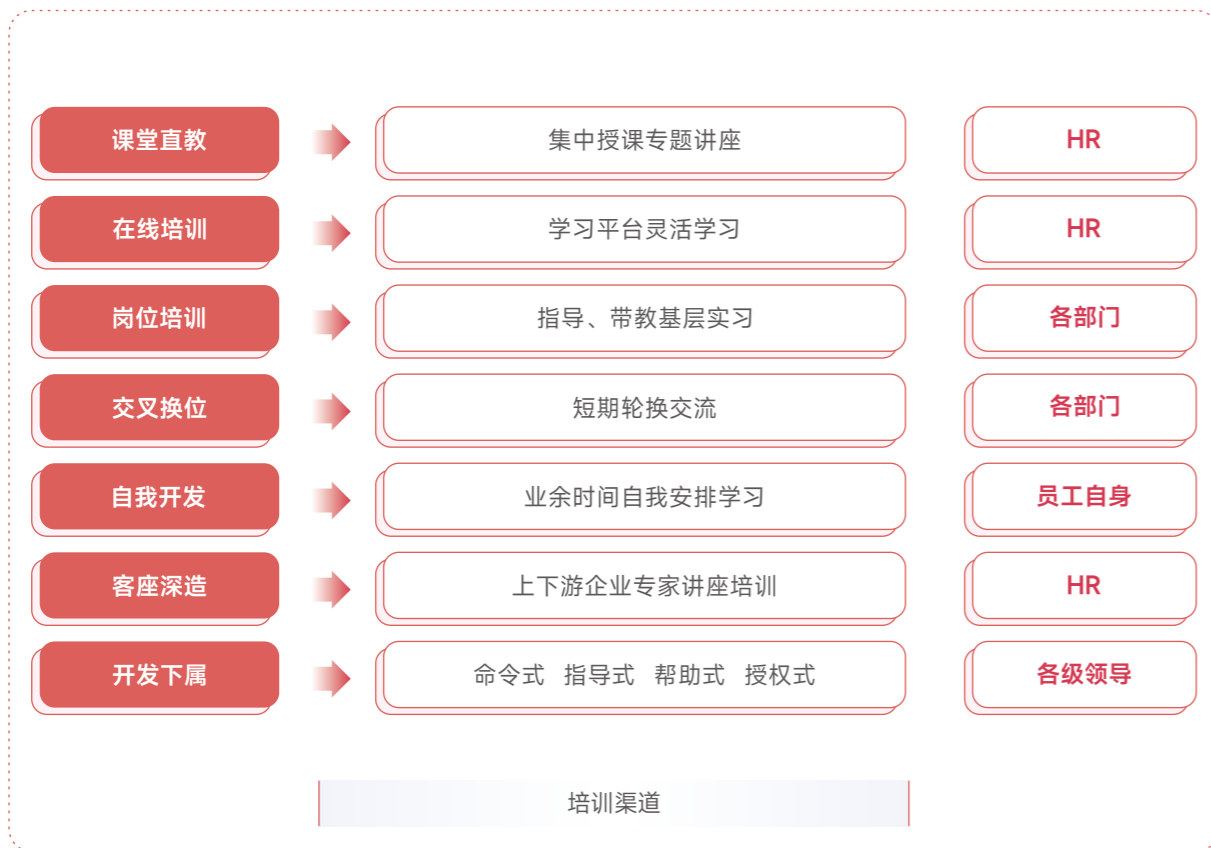 课堂直教 集中授课专题讲座 HR
在线培训 学习平台灵活学习 HR
岗位培训 指导、带教基层实习 各部门
交叉换位 短期轮换交流 各部门
自我开发 业余时间自我安排学习 员工自身
客座深造 上下游企业专家讲座培训 HR
开发下属 命令式 指导式 帮助式 授权式 各级领导
培训渠道